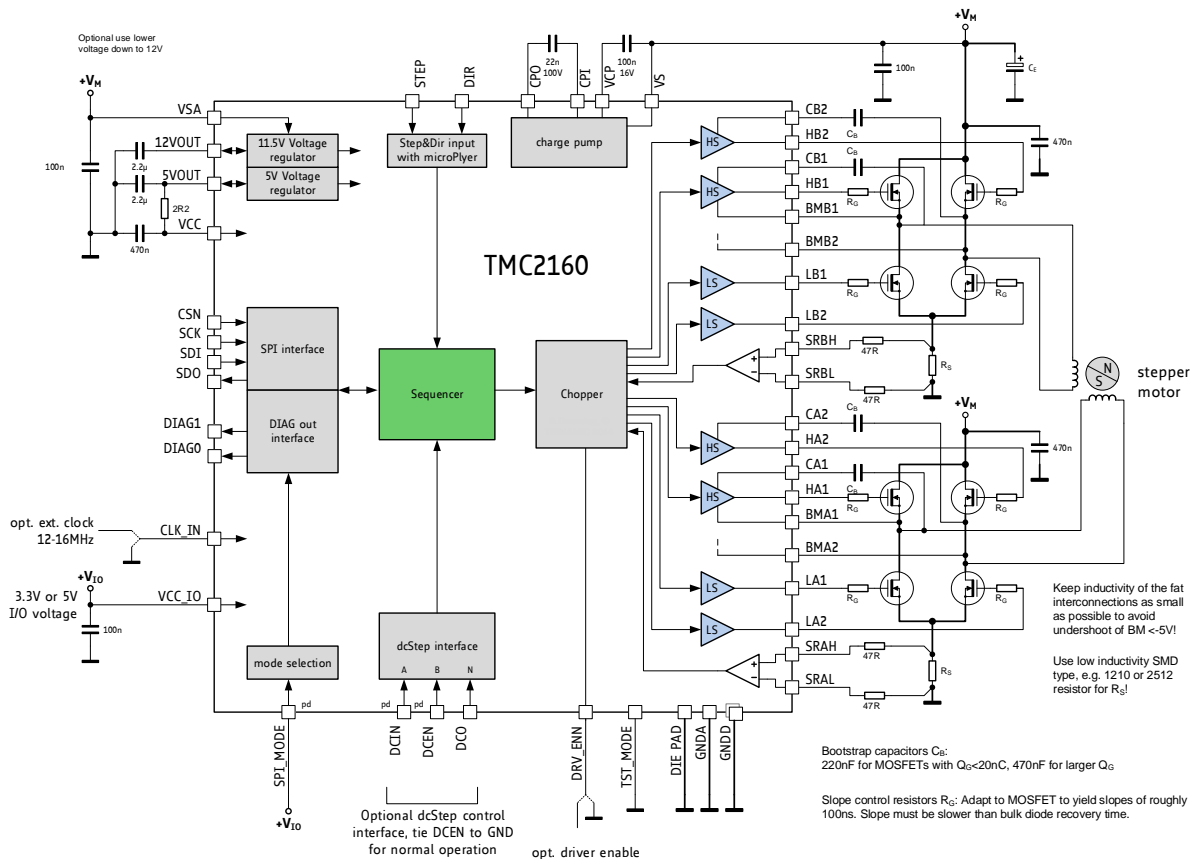 +VM
Optional use lower
voltage down to 12V
+VM
100n
VSA
12VOUT
2.2µ
5VOUT
2.2µ
2R2
VCC
470n
11.5V Voltage
regulator
5V Voltage
regulator
STEP
DIR
Step&Dir input
with microPlyer
CPO
22n
100V
CPI
VCP
100n
16V
VS
charge pump
100n
CE
TMC2160
HS
HS
LS
LS
CB2
CB
HB2
CB
CB1
HB1
RG
BMB1
BMB2
LB1
RG
LB2
SRBH
47R
SRBL
47R
RS
470n
RG
RG
CSN
SCK
SDI
SDO
SPI interface
DIAG1
DIAG0
DIAG out
interface
Sequencer
Chopper
+
−
N
S
stepper
motor
+VM
470n
HS
HS
LS
LS
CA2
CB
HA2
CA1
CB
HA1
RG
BMA1
BMA2
LA1
RG
LA2
SRAH
47R
SRAL
47R
RS
RG
RG
+
−
opt. ext. clock
12-16MHz
CLK_IN
+VIO
3.3V or 5V
I/O voltage
VCC_IO
100n
mode selection
dcStep interface
A
B
N
pd
pd
pd
SPI_MODE
+VIO
DCIN
DCEN
DCO
Optional dcStep control
interface, tie DCEN to GND
for normal operation
DRV_ENN
opt. driver enable
TST_MODE
DIE PAD
GNDA
GNDD
Keep inductivity of the fat
interconnections as small
as possible to avoid
undershoot of BM <-5V!
Use low inductivity SMD
type, e.g. 1210 or 2512
resistor for RS!
Bootstrap capacitors CB:
220nF for MOSFETs with QG<20nC, 470nF for larger QG
Slope control resistors RG: Adapt to MOSFET to yield slopes of roughly
100ns. Slope must be slower than bulk diode recovery time.